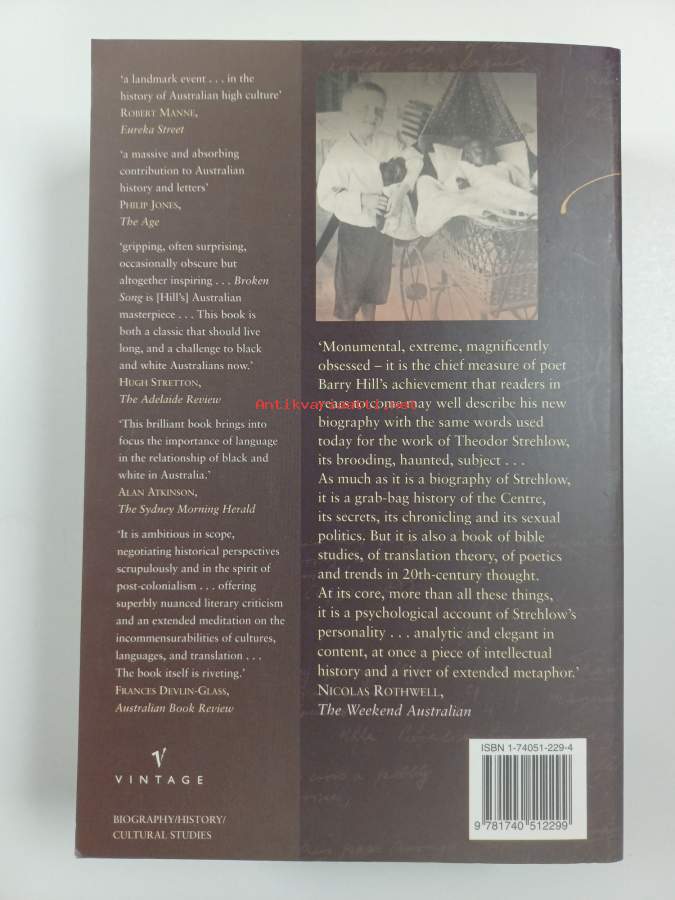 'a landmark event . . . in the
history of Australian high culture'
ROBERT MANNE,
Eureka Street
'a massive and absorbing
contribution to Australian
history and letters'
PHILIP JONES,
The Age
'gripping, often surprising,
occasionally obscure but
altogether inspiring . . . Broken
Song is [Hill's] Australian
masterpiece . . . This book is
both a classic that should live
long, and a challenge to black
and white Australians now.'
HUGH STRETTON,
The Adelaide Review
'This brilliant book brings into
focus the importance of language
in the relationship of black and
white in Australia.'
ALAN ATKINSON,
The Sydney Morning Herald
'It is ambitious in scope,
negotiating historical perspectives
scrupulously and in the spirit of
post-colonialism . . . offering
superbly nuanced literary criticism
and an extended meditation on the
incommensurabilities of cultures,
languages, and translation . . .
The book itself is riveting.'
FRANCES DEVLIN-GLASS,
Australian Book Review
VINTAGE
BIOGRAPHY/HISTORY/
CULTURAL STUDIES
'Monumental, extreme, magnificently
obsessed – it is the chief measure of poet
Barry Hill's achievement that readers in
years to come may well describe his new
biography with the same words used
today for the work of Theodor Strehlow,
its brooding, haunted, subject . . .
As much as it is a biography of Strehlow,
it is a grab-bag history of the Centre,
its secrets, its chronicling and its sexual
politics. But it is also a book of bible
studies, of translation theory, of poetics
and trends in 20th-century thought.
At its core, more than all these things,
it is a psychological account of Strehlow's
personality . . . analytic and elegant in
content, at once a piece of intellectual
history and a river of extended metaphor.'
NICOLAS ROTHWELL,
The Weekend Australian
ISBN 1-74051-229-4
9 781740 512299
Antikvariaatti.net